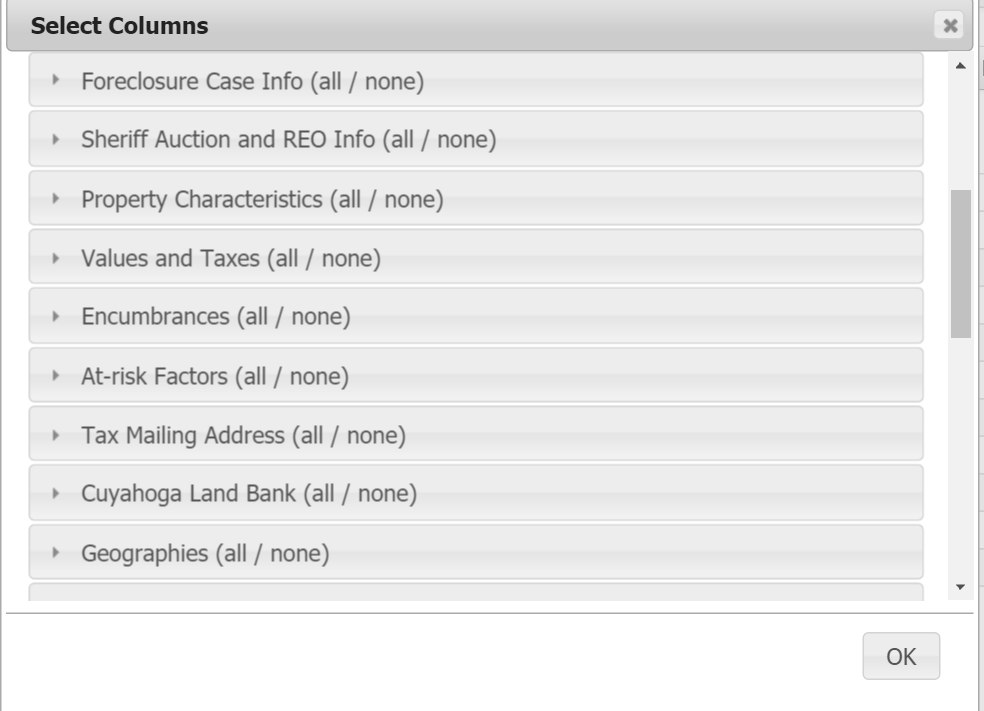 Select Columns
Foreclosure Case Info (all / none)
Sheriff Auction and REO Info (all / none)
Property Characteristics (all / none)
Values and Taxes (all / none)
Encumbrances (all / none)
At-risk Factors (all / none)
Tax Mailing Address (all / none)
Cuyahoga Land Bank (all / none)
Geographies (all / none)
OK